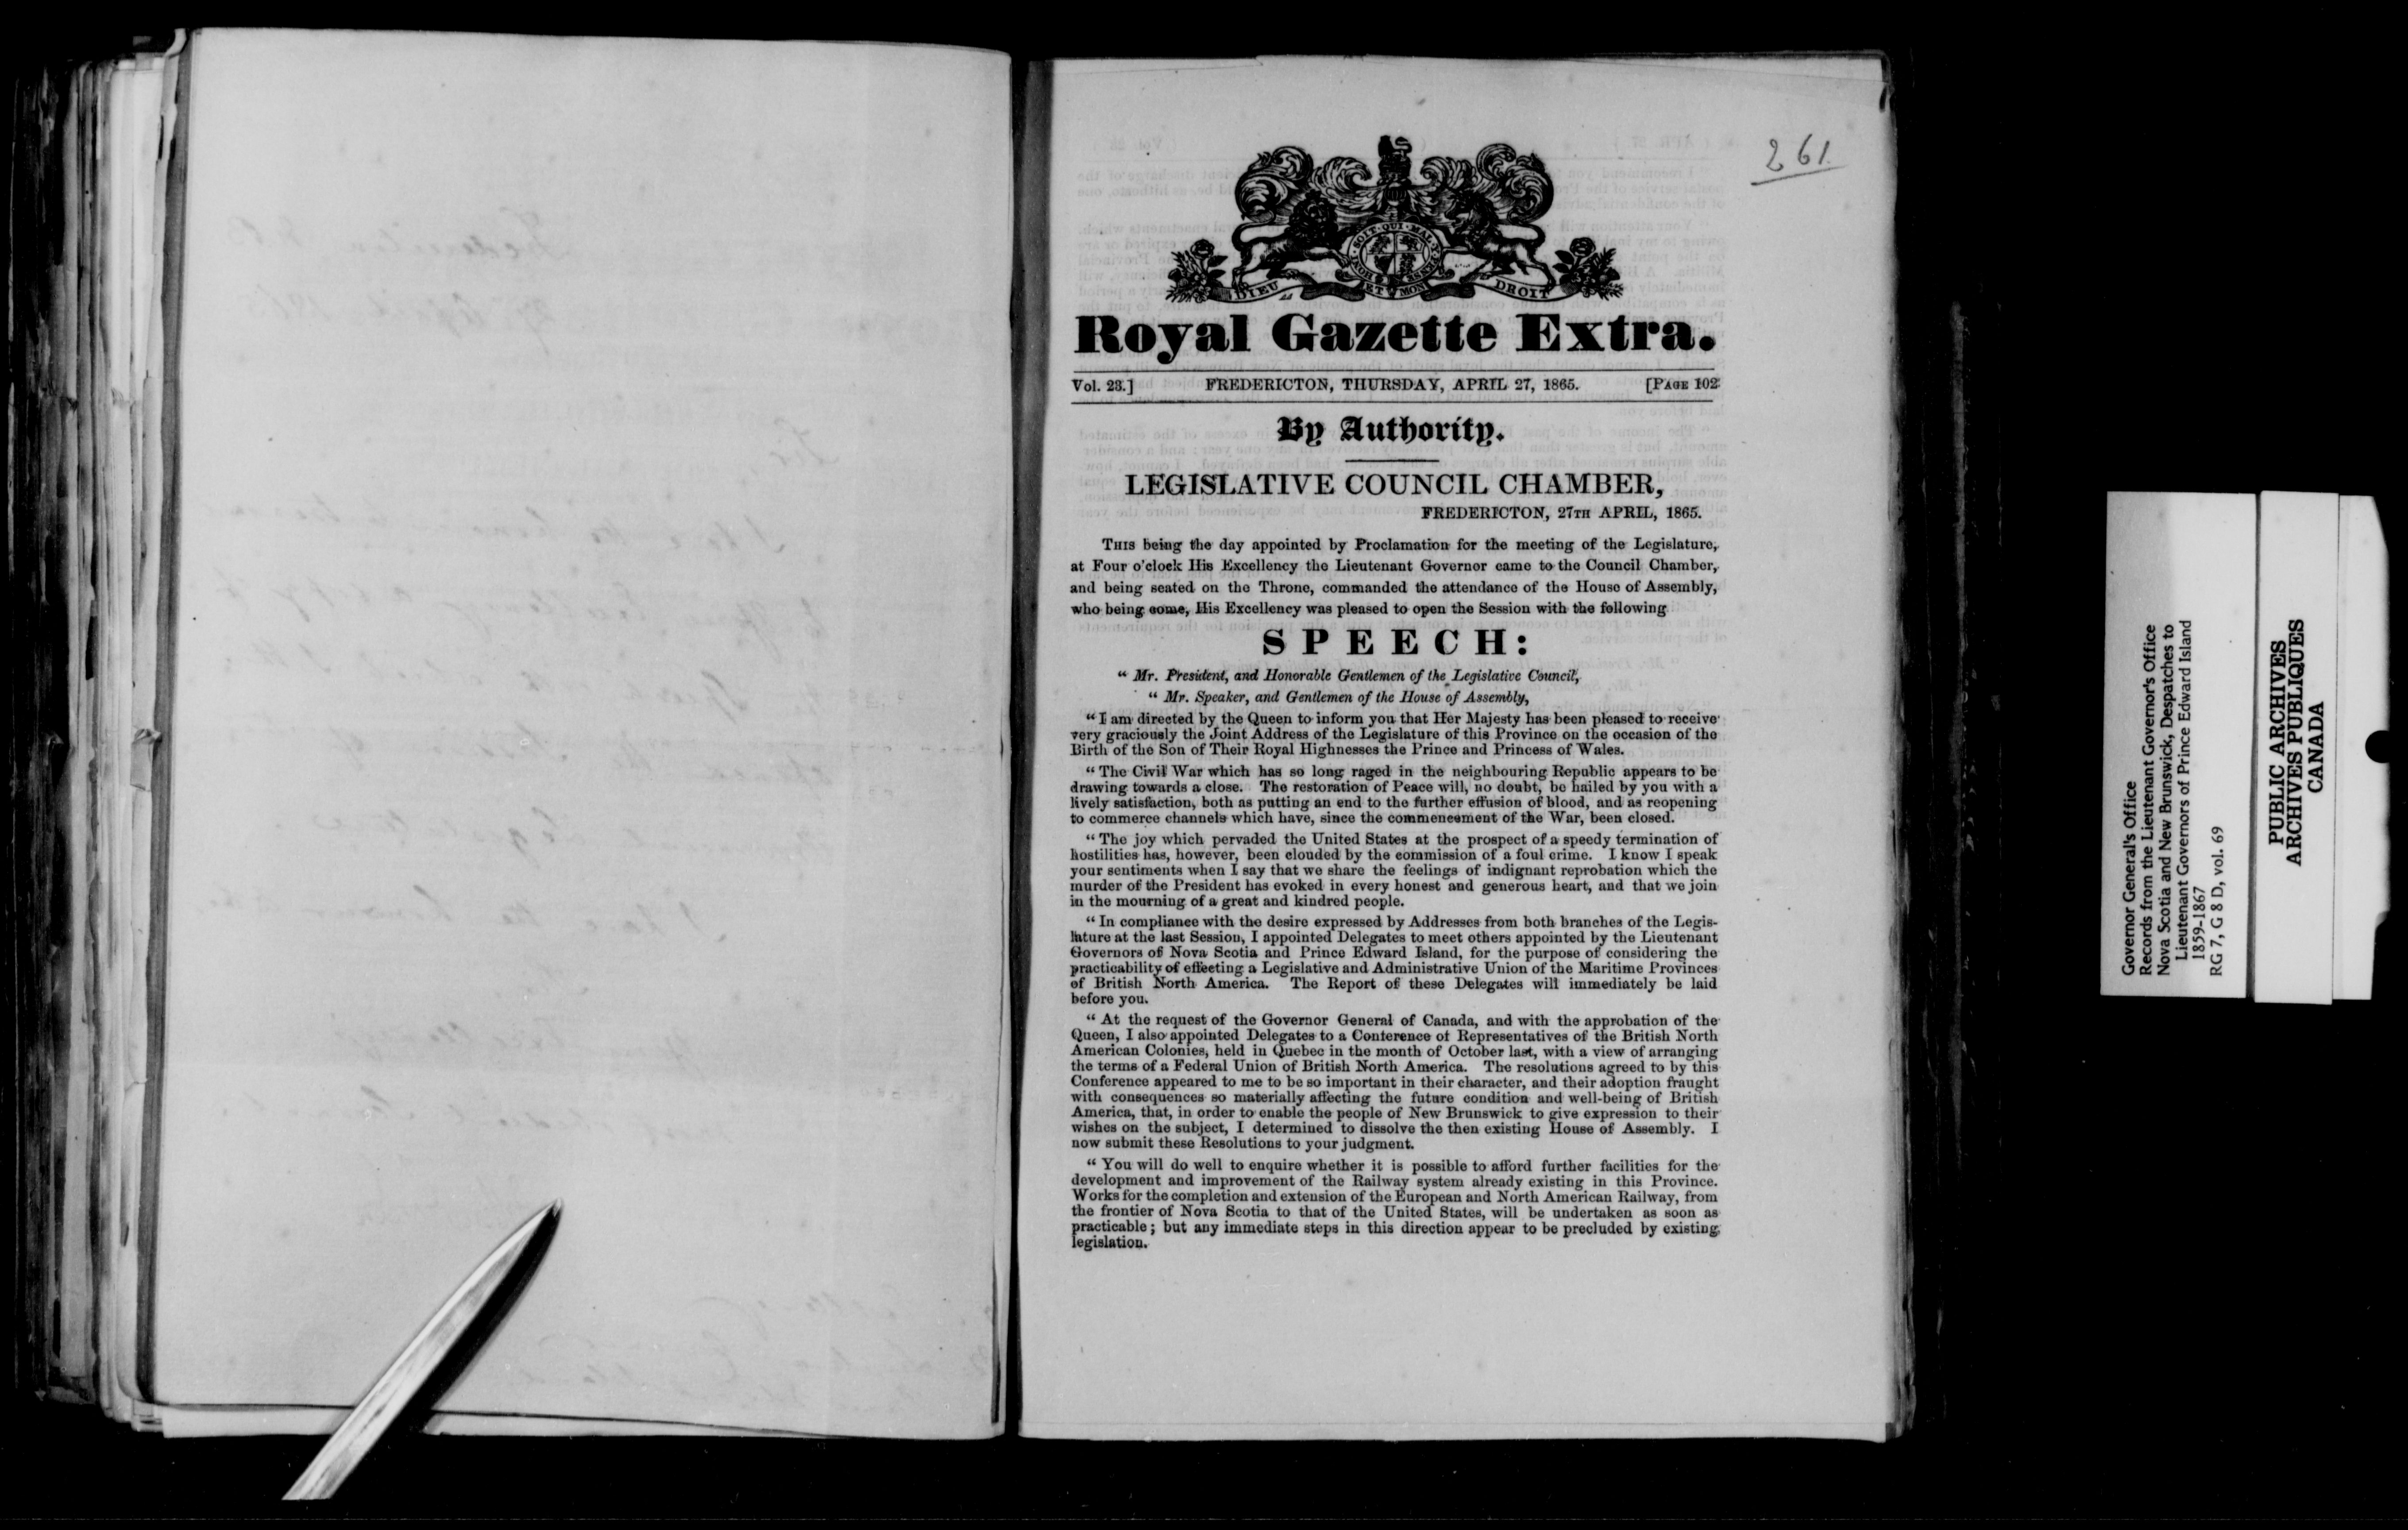 261
HONI SOIT QUI MAL Y PENSE
DIEU ET MON DROIT
Royal Gazette Extra.
Vol. 23.] FREDERICTON, THURSDAY, APRIL 27, 1865. [PAGE 102
By Authority.
LEGISLATIVE COUNCIL CHAMBER,
FREDERICTON, 27TH APRIL, 1865.
THIS being the day appointed by Proclamation for the meeting of the Legislature,
at Four o'clock His Excellency the Lieutenant Governor came to the Council Chamber,
and being seated on the Throne, commanded the attendance of the House of Assembly,
who being come, His Excellency was pleased to open the Session with the following
SPEECH:
" Mr. President, and Honorable Gentlemen of the Legislative Council,
" Mr. Speaker, and Gentlemen of the House of Assembly,
" I am directed by the Queen to inform you that Her Majesty has been pleased to receive
very graciously the Joint Address of the Legislature of this Province on the occasion of the
Birth of the Son of Their Royal Highnesses the Prince and Princess of Wales.
" The Civil War which has so long raged in the neighbouring Republic appears to be
drawing towards a close. The restoration of Peace will, no doubt, be hailed by you with a
lively satisfaction, both as putting an end to the further effusion of blood, and as reopening
to commerce channels which have, since the commencement of the War, been closed.
" The joy which pervaded the United States at the prospect of a speedy termination of
hostilities has, however, been clouded by the commission of a foul crime. I know I speak
your sentiments when I say that we share the feelings of indignant reprobation which the
murder of the President has evoked in every honest and generous heart, and that we join
in the mourning of a great and kindred people.
" In compliance with the desire expressed by Addresses from both branches of the Legis-
lature at the last Session, I appointed Delegates to meet others appointed by the Lieutenant
Governors of Nova Scotia and Prince Edward Island, for the purpose of considering the
practicability of effecting a Legislative and Administrative Union of the Maritime Provinces
of British North America. The Report of these Delegates will immediately be laid
before you.
" At the request of the Governor General of Canada, and with the approbation of the
Queen, I also appointed Delegates to a Conference of Representatives of the British North
American Colonies, held in Quebec in the month of October last, with a view of arranging
the terms of a Federal Union of British North America. The resolutions agreed to by this
Conference appeared to me to be so important in their character, and their adoption fraught
with consequences so materially affecting the future condition and well-being of British
America, that, in order to enable the people of New Brunswick to give expression to their
wishes on the subject, I determined to dissolve the then existing House of Assembly. I
now submit these Resolutions to your judgment.
" You will do well to enquire whether it is possible to afford further facilities for the
development and improvement of the Railway system already existing in this Province.
Works for the completion and extension of the European and North American Railway, from
the frontier of Nova Scotia to that of the United States, will be undertaken as soon as
practicable ; but any immediate steps in this direction appear to be precluded by existing
legislation.
Governor General's Office
Records from the Lieutenant Governor's Office
Nova Scotia and New Brunswick, Despatches to
Lieutenant Governors of Prince Edward Island
1859-1867
RG 7, G 8 D, vol. 69
PUBLIC ARCHIVES
ARCHIVES PUBLIQUES
CANADA